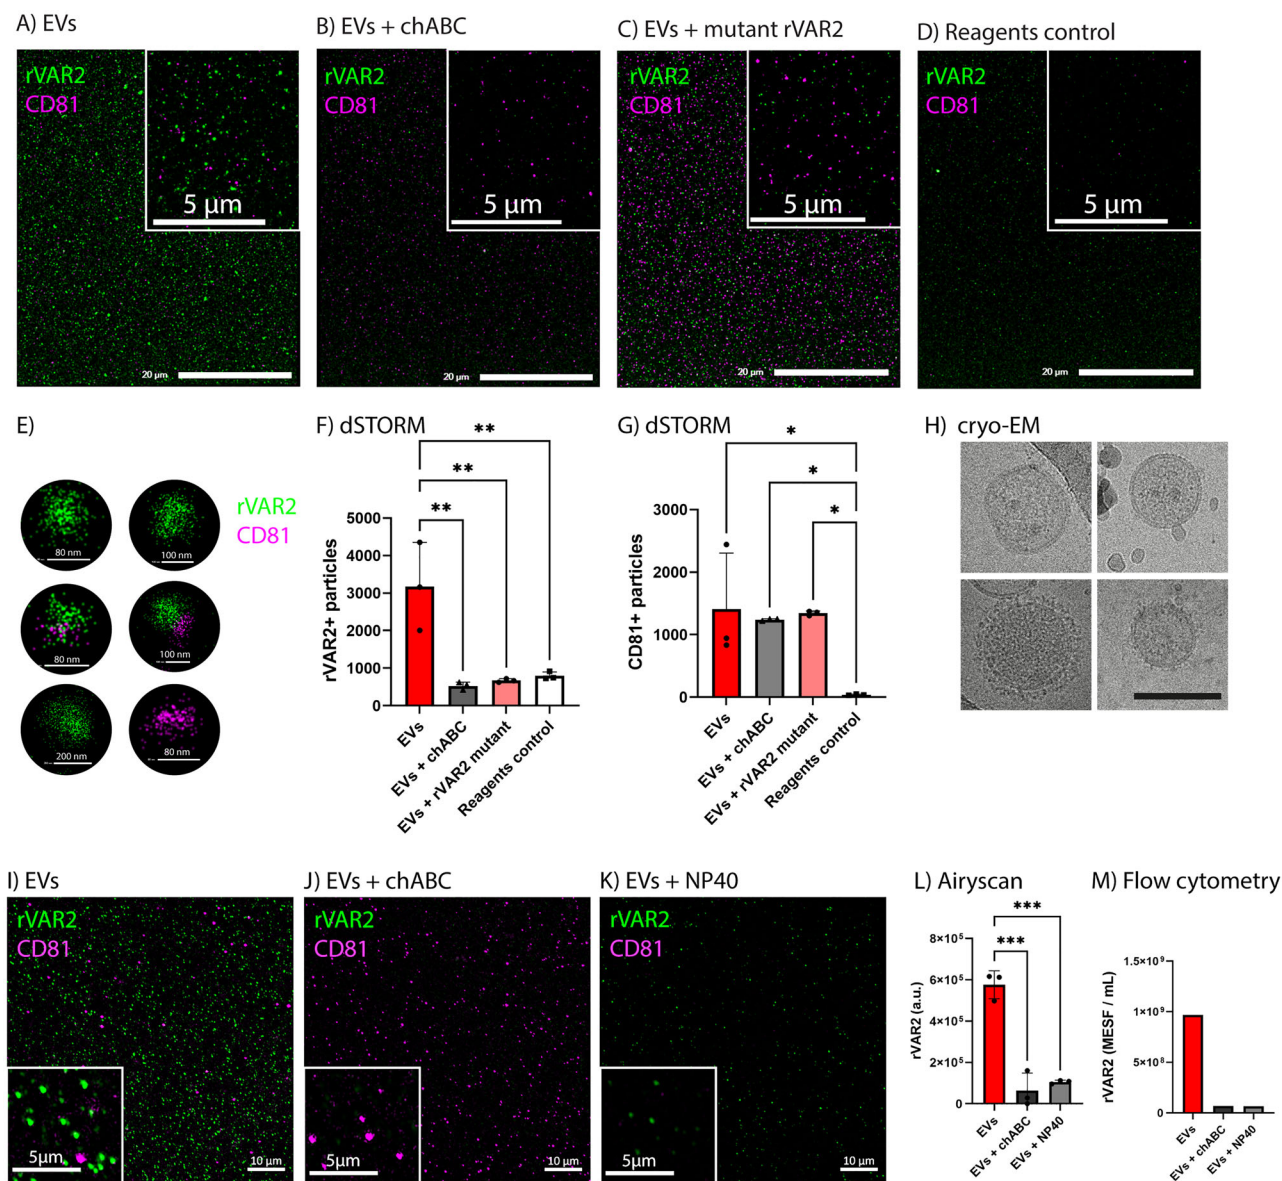 A) EVs
B) EVs + chABC
C) EVs + mutant rVAR2
D) Reagents control
rVAR2
CD81
5 µm
20 µm
rVAR2
CD81
5 µm
20 µm
rVAR2
CD81
5 µm
20 µm
rVAR2
CD81
5 µm
20 µm
E)
rVAR2
CD81
80 nm
100 nm
80 nm
100 nm
200 nm
80 nm
F) dSTORM
**
**
**
rVAR2+ particles
5000
4000
3000
2000
1000
0
EVs
EVs + chABC
EVs + rVAR2 mutant
Reagents control
G) dSTORM
*
*
*
CD81+ particles
3000
2000
1000
0
EVs
EVs + chABC
EVs + rVAR2 mutant
Reagents control
H) cryo-EM
I) EVs
rVAR2
CD81
5µm
10 µm
J) EVs + chABC
rVAR2
CD81
5µm
10 µm
K) EVs + NP40
rVAR2
CD81
5µm
10 µm
L) Airyscan
***
***
rVAR2 (a.u.)
8×10⁵
6×10⁵
4×10⁵
2×10⁵
0
EVs
EVs + chABC
EVs + NP40
M) Flow cytometry
rVAR2 (MESF / mL)
1.5×10⁹
1×10⁹
5×10⁸
0
EVs
EVs + chABC
EVs + NP40